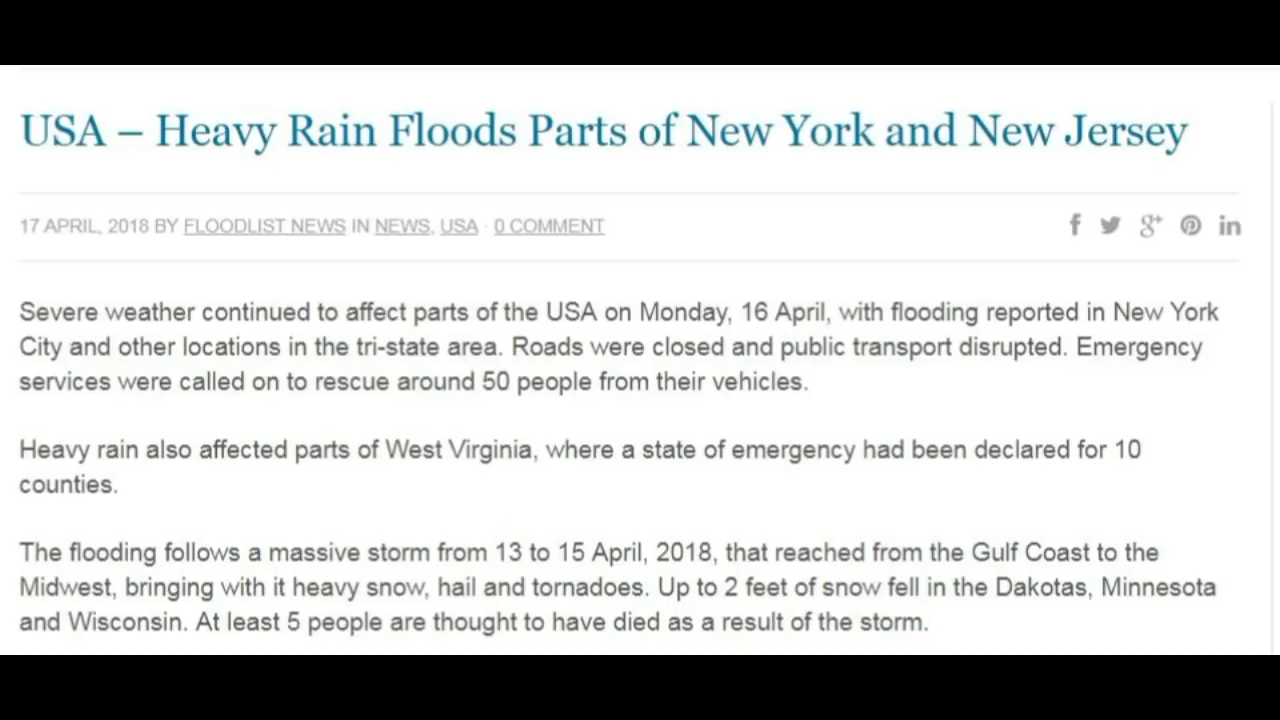 USA – Heavy Rain Floods Parts of New York and New Jersey
17 APRIL, 2018 BY FLOODLIST NEWS IN NEWS, USA · 0 COMMENT
Severe weather continued to affect parts of the USA on Monday, 16 April, with flooding reported in New York
City and other locations in the tri-state area. Roads were closed and public transport disrupted. Emergency
services were called on to rescue around 50 people from their vehicles.
Heavy rain also affected parts of West Virginia, where a state of emergency had been declared for 10
counties.
The flooding follows a massive storm from 13 to 15 April, 2018, that reached from the Gulf Coast to the
Midwest, bringing with it heavy snow, hail and tornadoes. Up to 2 feet of snow fell in the Dakotas, Minnesota
and Wisconsin. At least 5 people are thought to have died as a result of the storm.